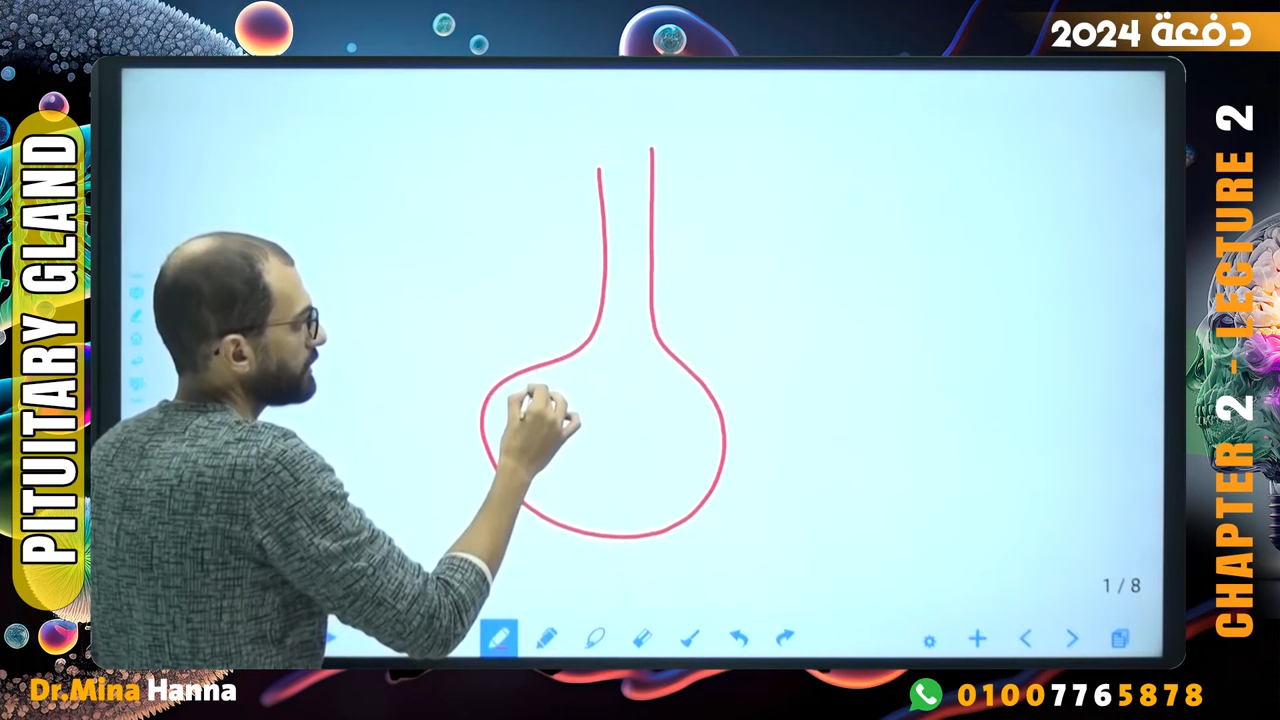 دفعة 2024
PITUITARY GLAND
CHAPTER 2 - LECTURE 2
1 / 8
Dr.Mina Hanna
01007765878